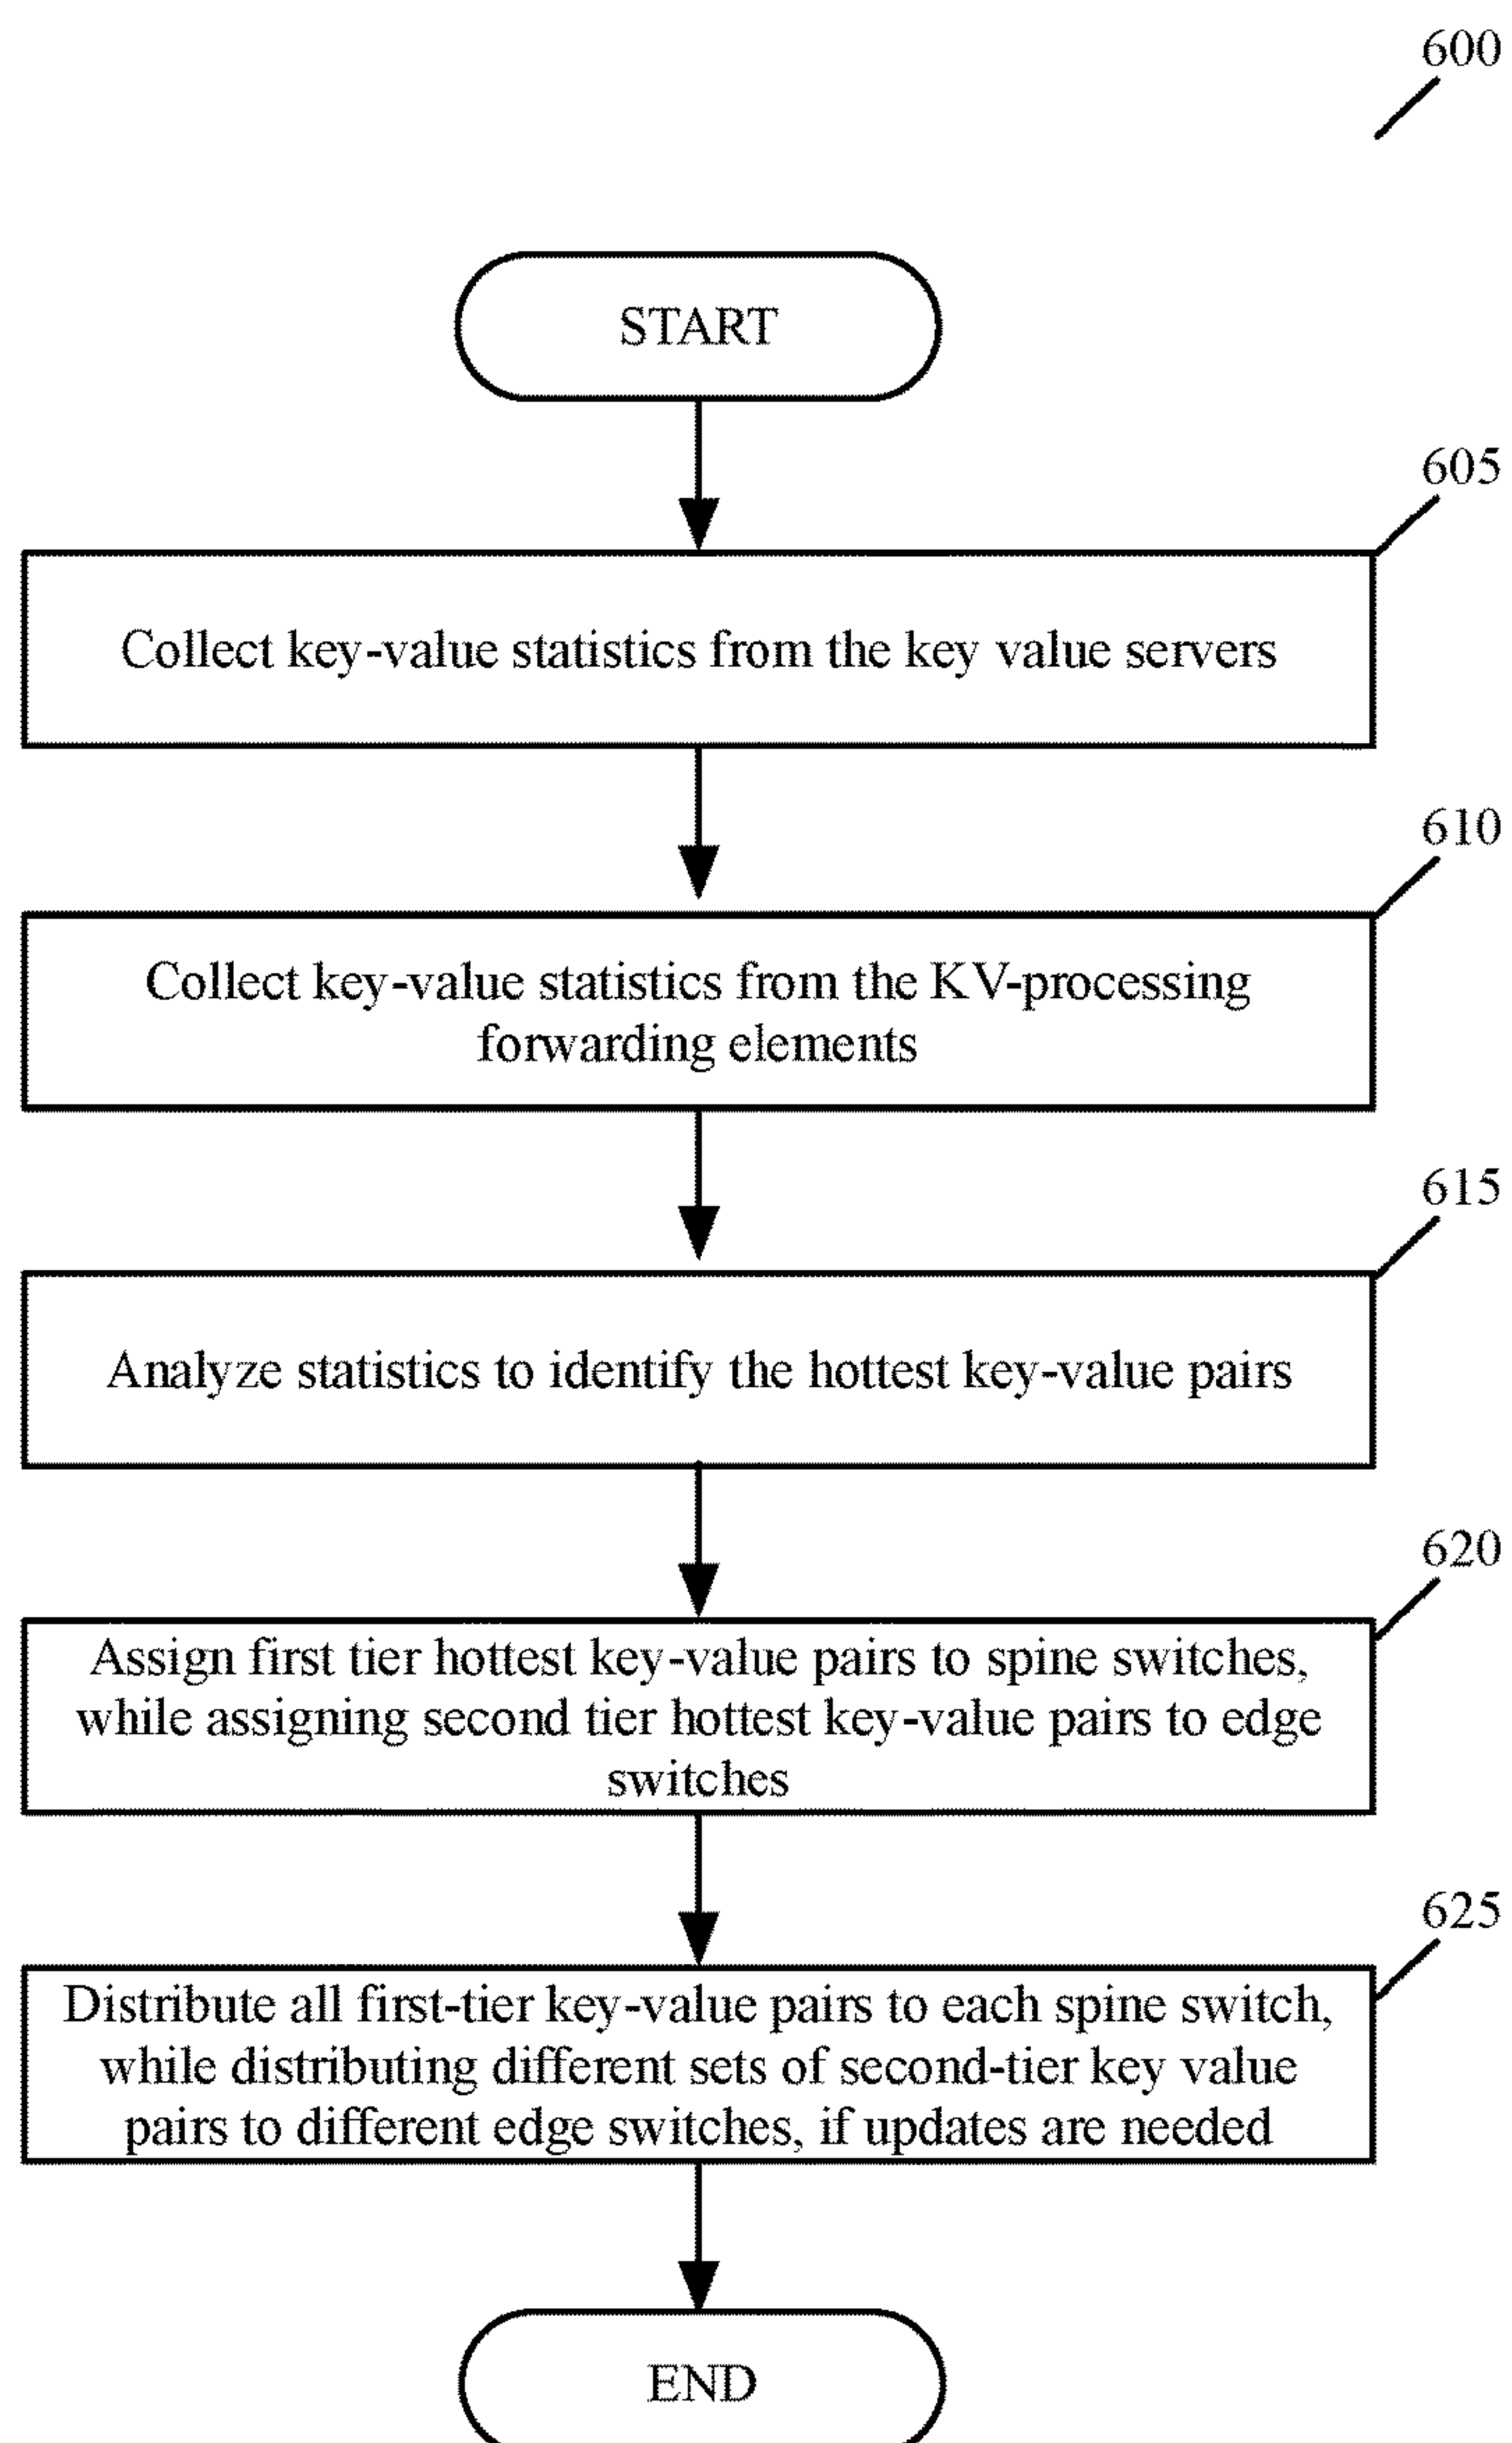 600
START
605
Collect key-value statistics from the key value servers
610
Collect key-value statistics from the KV-processing
forwarding elements
615
Analyze statistics to identify the hottest key-value pairs
620
Assign first tier hottest key-value pairs to spine switches,
while assigning second tier hottest key-value pairs to edge
switches
625
Distribute all first-tier key-value pairs to each spine switch,
while distributing different sets of second-tier key value
pairs to different edge switches, if updates are needed
END